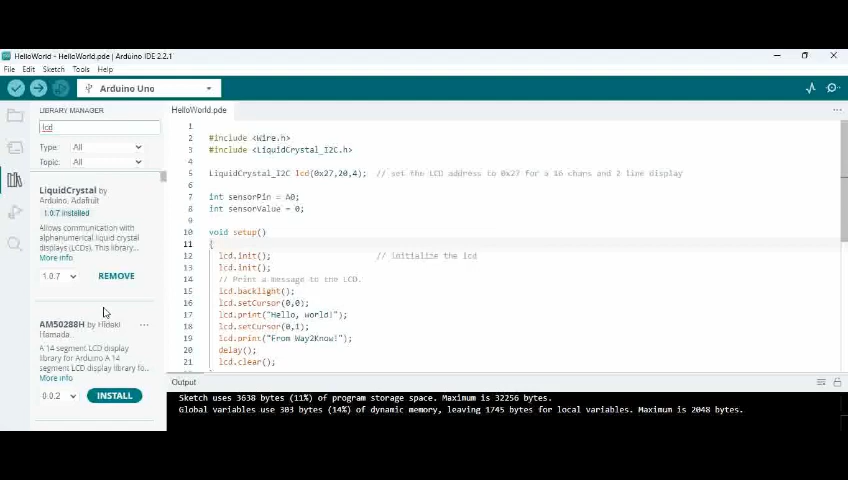 HelloWorld - HelloWorld.pde | Arduino IDE 2.2.1
File Edit Sketch Tools Help
Arduino Uno
LIBRARY MANAGER
lcd
Type: All
Topic: All
LiquidCrystal by
Arduino, Adafruit
1.0.7 installed
Allows communication with
alphanumerical liquid crystal
displays (LCDs). This library...
More info
1.0.7 REMOVE
AM50288H by Hideki
Hamada
A 14 segment LCD display
library for Arduino A 14
segment LCD display library fo...
More info
0.0.2 INSTALL
HelloWorld.pde
1
2 #include <Wire.h>
3 #include <LiquidCrystal_I2C.h>
4
5 LiquidCrystal_I2C lcd(0x27,20,4); // set the LCD address to 0x27 for a 16 chars and 2 line display
6
7 int sensorPin = A0;
8 int sensorValue = 0;
9
10 void setup()
11 {
12 lcd.init(); // initialize the lcd
13 lcd.init();
14 // Print a message to the LCD.
15 lcd.backlight();
16 lcd.setCursor(0,0);
17 lcd.print("Hello, world!");
18 lcd.setCursor(0,1);
19 lcd.print("From Way2Know!");
20 delay();
21 lcd.clear();
Output
Sketch uses 3638 bytes (11%) of program storage space. Maximum is 32256 bytes.
Global variables use 303 bytes (14%) of dynamic memory, leaving 1745 bytes for local variables. Maximum is 2048 bytes.